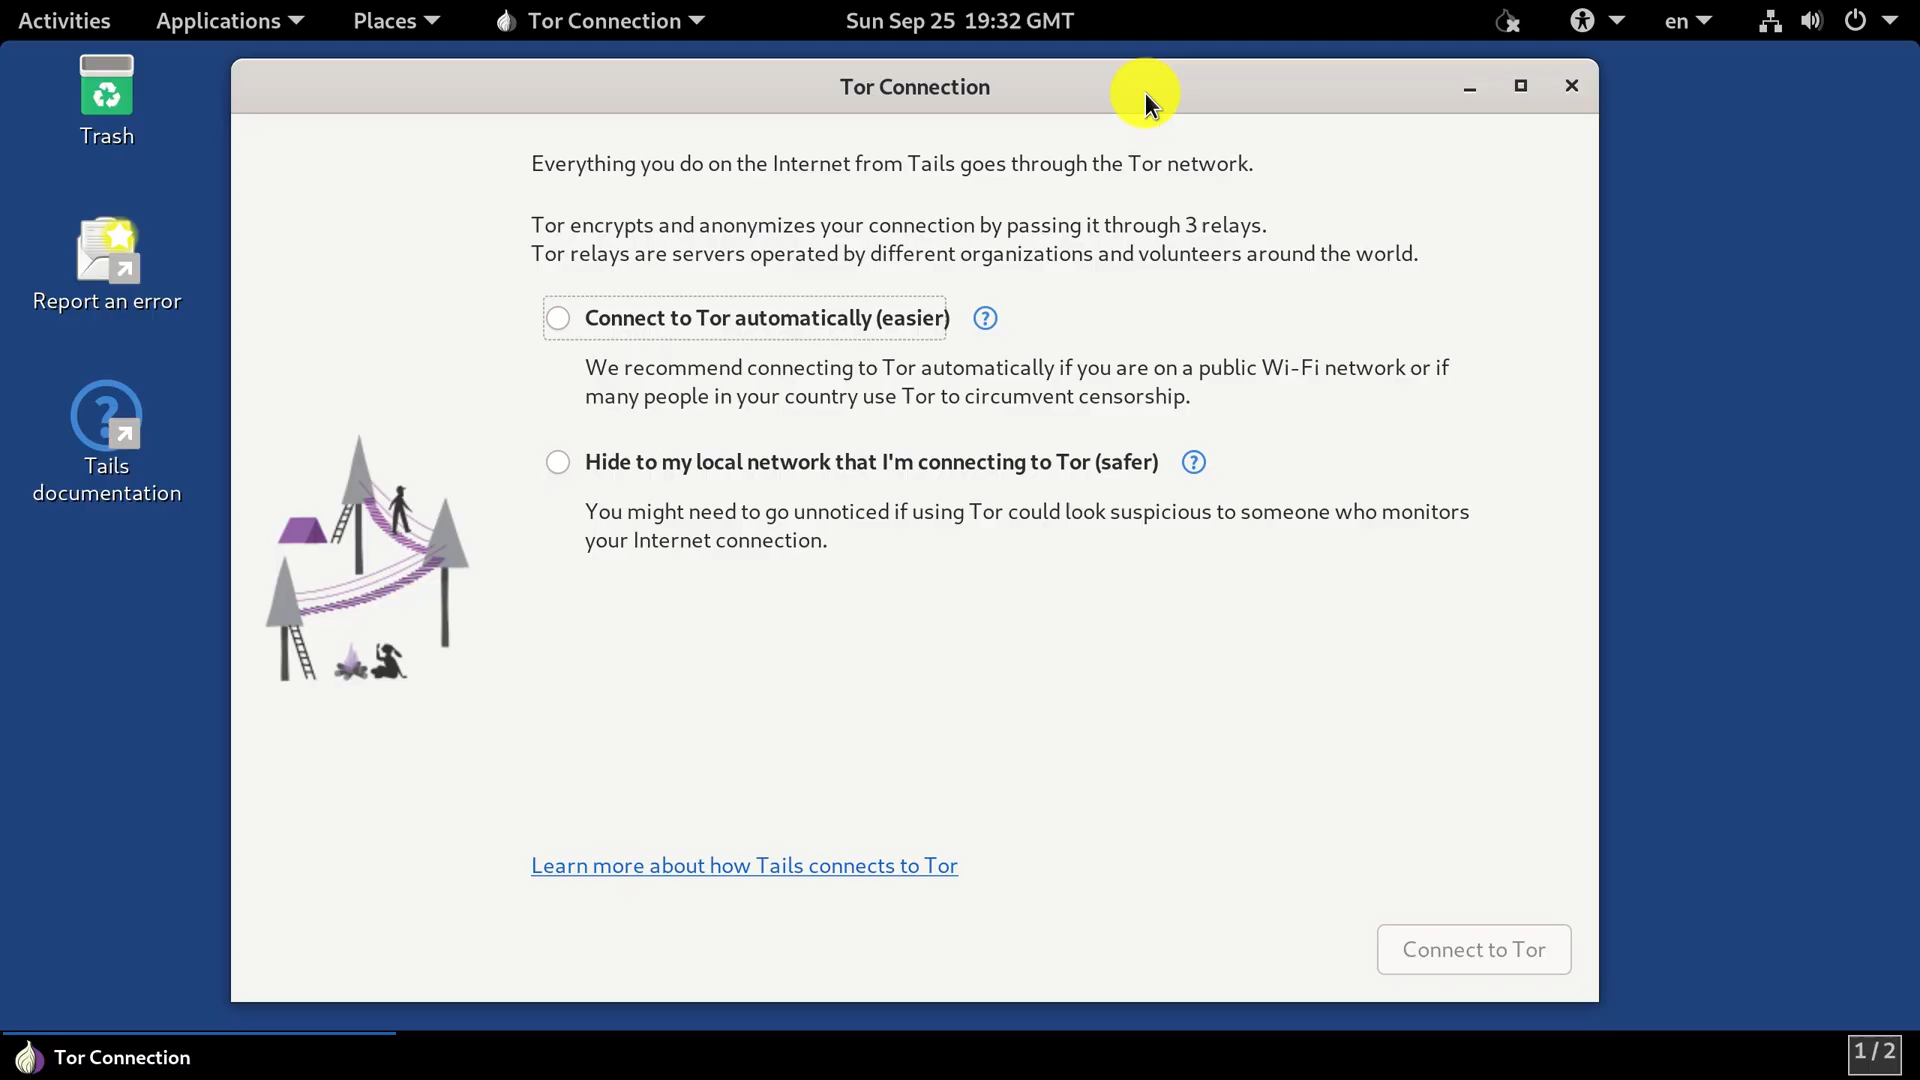 Activities Applications Places Tor Connection Sun Sep 25 19:32 GMT en
Tor Connection
Trash
Everything you do on the Internet from Tails goes through the Tor network.
Tor encrypts and anonymizes your connection by passing it through 3 relays.
Tor relays are servers operated by different organizations and volunteers around the world.
Report an error
Connect to Tor automatically (easier) ?
We recommend connecting to Tor automatically if you are on a public Wi-Fi network or if
many people in your country use Tor to circumvent censorship.
?
Tails
documentation
Hide to my local network that I'm connecting to Tor (safer) ?
You might need to go unnoticed if using Tor could look suspicious to someone who monitors
your Internet connection.
Learn more about how Tails connects to Tor
Connect to Tor
Tor Connection 1/2